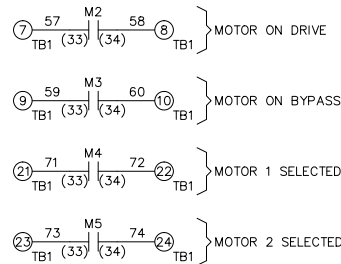 M2
7 57 58 8 MOTOR ON DRIVE
TB1 (33) (34) TB1
M3
9 59 60 10 MOTOR ON BYPASS
TB1 (33) (34) TB1
M4
21 71 72 22 MOTOR 1 SELECTED
TB1 (33) (34) TB1
M5
23 73 74 24 MOTOR 2 SELECTED
TB1 (33) (34) TB1